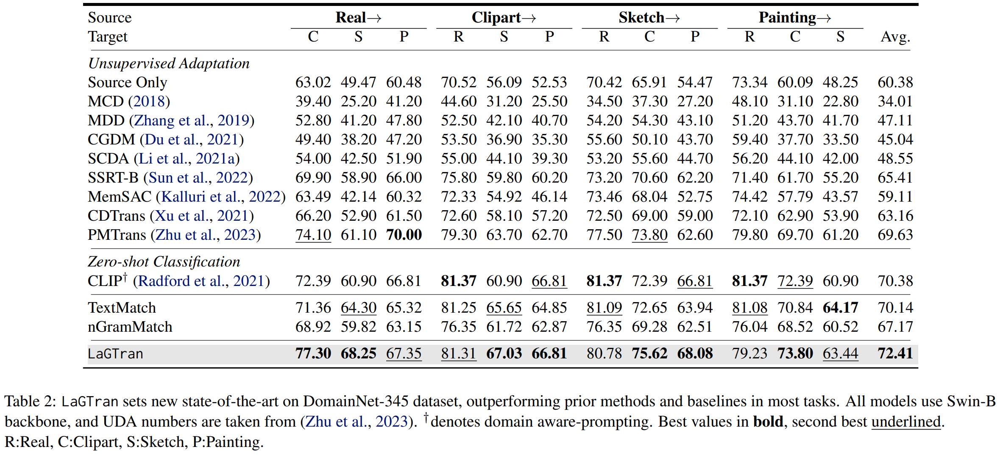 Source Real→ Clipart→ Sketch→ Painting→
Target C S P R S P R C P R C S Avg.
Unsupervised Adaptation
Source Only 63.02 49.47 60.48 70.52 56.09 52.53 70.42 65.91 54.47 73.34 60.09 48.25 60.38
MCD (2018) 39.40 25.20 41.20 44.60 31.20 25.50 34.50 37.30 27.20 48.10 31.10 22.80 34.01
MDD (Zhang et al., 2019) 52.80 41.20 47.80 52.50 42.10 40.70 54.20 54.30 43.10 51.20 43.70 41.70 47.11
CGDM (Du et al., 2021) 49.40 38.20 47.20 53.50 36.90 35.30 55.60 50.10 43.70 59.40 37.70 33.50 45.04
SCDA (Li et al., 2021a) 54.00 42.50 51.90 55.00 44.10 39.30 53.20 55.60 44.70 56.20 44.10 42.00 48.55
SSRT-B (Sun et al., 2022) 69.90 58.90 66.00 75.80 59.80 60.20 73.20 70.60 62.20 71.40 61.70 55.20 65.41
MemSAC (Kalluri et al., 2022) 63.49 42.14 60.32 72.33 54.92 46.14 73.46 68.04 52.75 74.42 57.79 43.57 59.11
CDTrans (Xu et al., 2021) 66.20 52.90 61.50 72.60 58.10 57.20 72.50 69.00 59.00 72.10 62.90 53.90 63.16
PMTrans (Zhu et al., 2023) 74.10 61.10 70.00 79.30 63.70 62.70 77.50 73.80 62.60 79.80 69.70 61.20 69.63
Zero-shot Classification
CLIP† (Radford et al., 2021) 72.39 60.90 66.81 81.37 60.90 66.81 81.37 72.39 66.81 81.37 72.39 60.90 70.38
TextMatch 71.36 64.30 65.32 81.25 65.65 64.85 81.09 72.65 63.94 81.08 70.84 64.17 70.14
nGramMatch 68.92 59.82 63.15 76.35 61.72 62.87 76.35 69.28 62.51 76.04 68.52 60.52 67.17
LaGTran 77.30 68.25 67.35 81.31 67.03 66.81 80.78 75.62 68.08 79.23 73.80 63.44 72.41
Table 2: LaGTran sets new state-of-the-art on DomainNet-345 dataset, outperforming prior methods and baselines in most tasks. All models use Swin-B
backbone, and UDA numbers are taken from (Zhu et al., 2023). †denotes domain aware-prompting. Best values in bold, second best underlined.
R:Real, C:Clipart, S:Sketch, P:Painting.